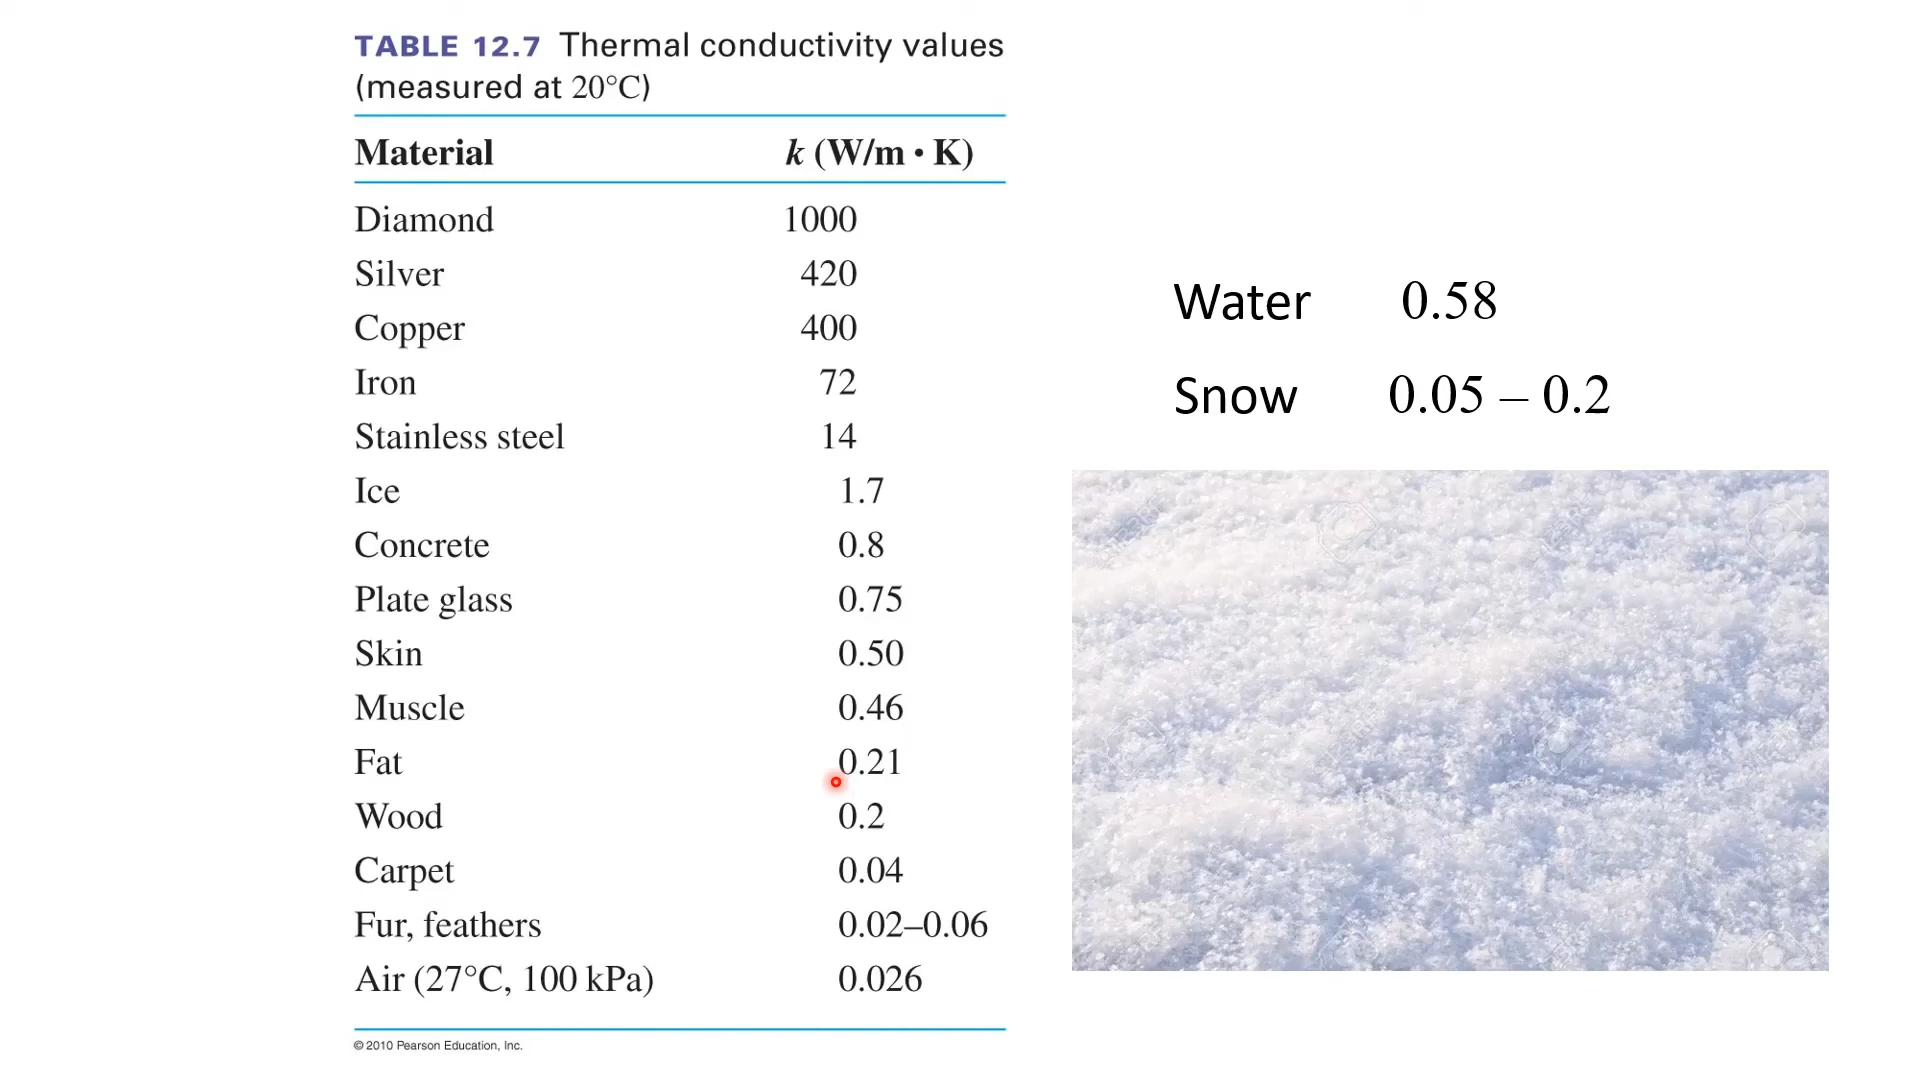 TABLE 12.7 Thermal conductivity values
(measured at 20°C)
Material k (W/m • K)
Diamond 1000
Silver 420
Copper 400
Iron 72
Stainless steel 14
Ice 1.7
Concrete 0.8
Plate glass 0.75
Skin 0.50
Muscle 0.46
Fat 0.21
Wood 0.2
Carpet 0.04
Fur, feathers 0.02–0.06
Air (27°C, 100 kPa) 0.026
© 2010 Pearson Education, Inc.
Water 0.58
Snow 0.05 – 0.2